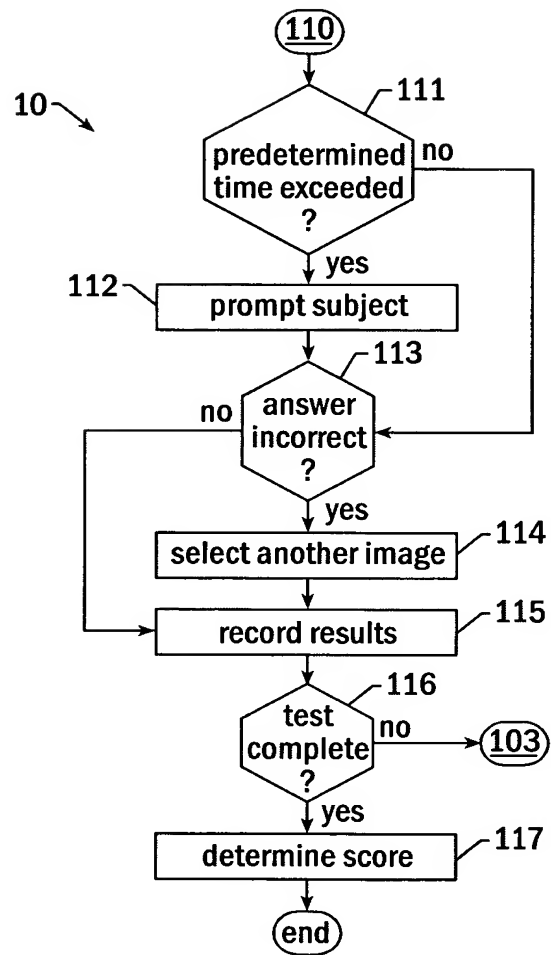 110
111
10
predetermined
time exceeded
?
no
yes
112
prompt subject
113
no
answer
incorrect
?
yes
select another image
114
record results
115
116
test
complete
?
no
103
yes
determine score
117
end